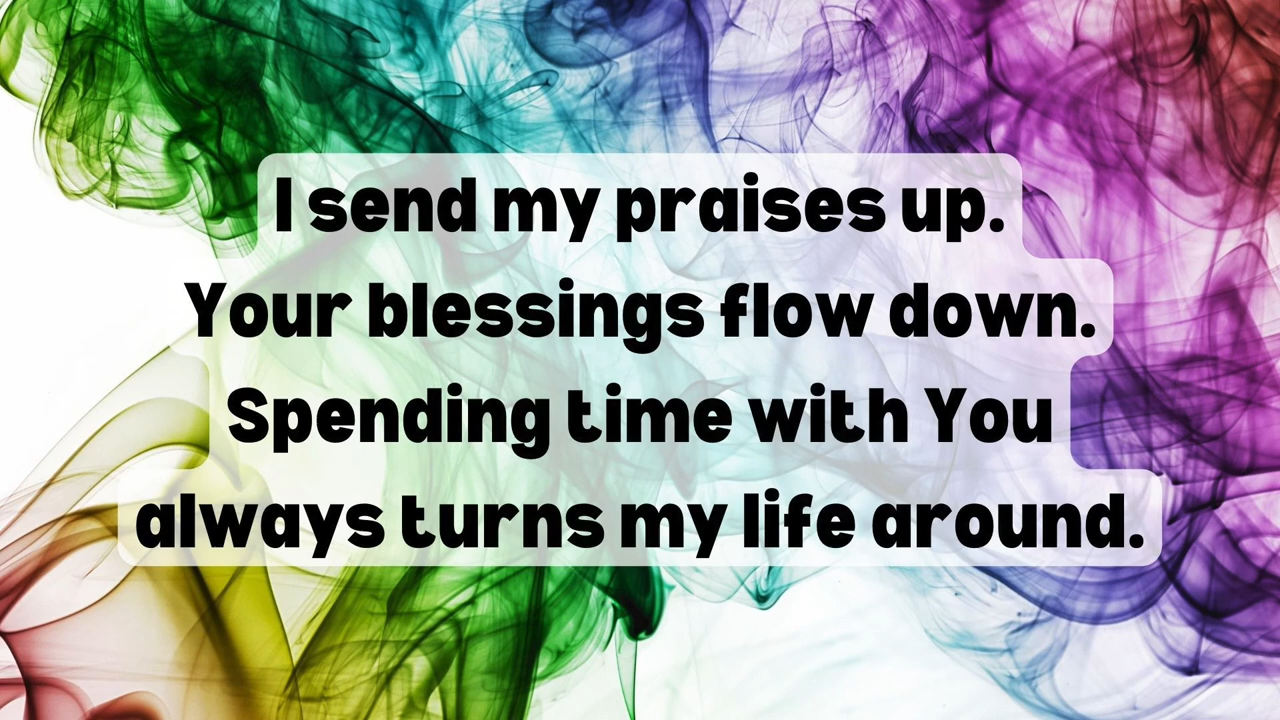 I send my praises up.
Your blessings flow down.
Spending time with You
always turns my life around.